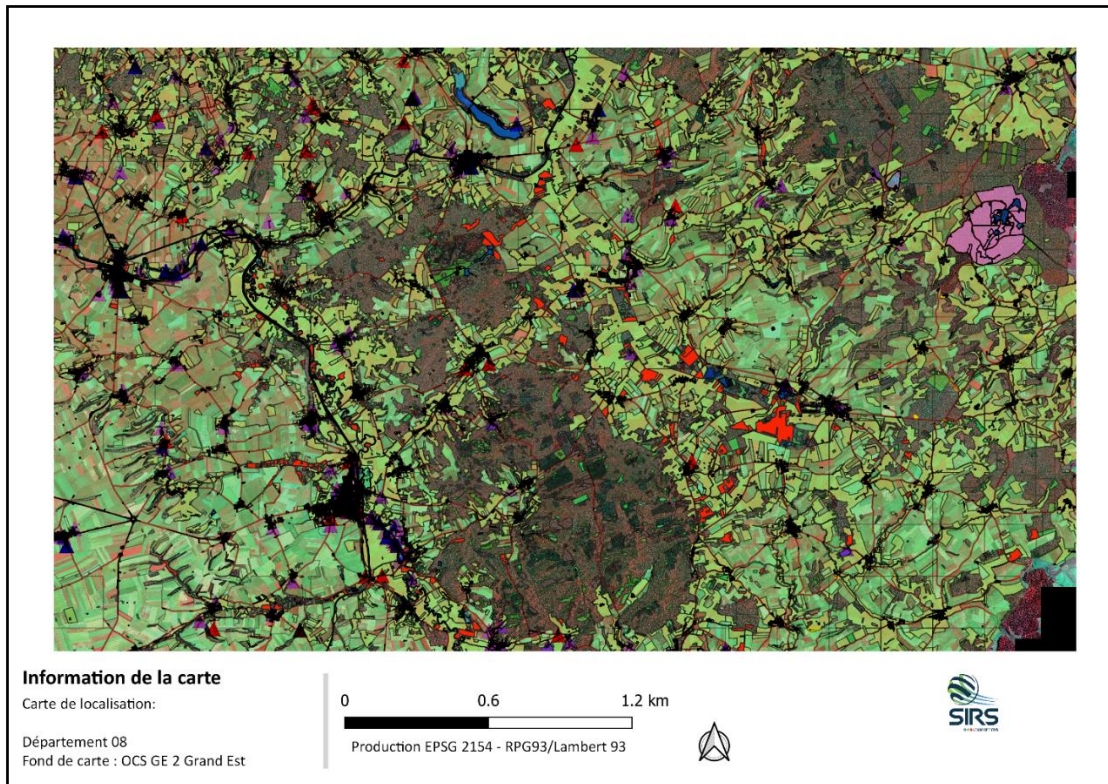 Information de la carte
Carte de localisation:
Département 08
Fond de carte : OCS GE 2 Grand Est
0 0.6 1.2 km
Production EPSG 2154 - RPG93/Lambert 93
SIRS